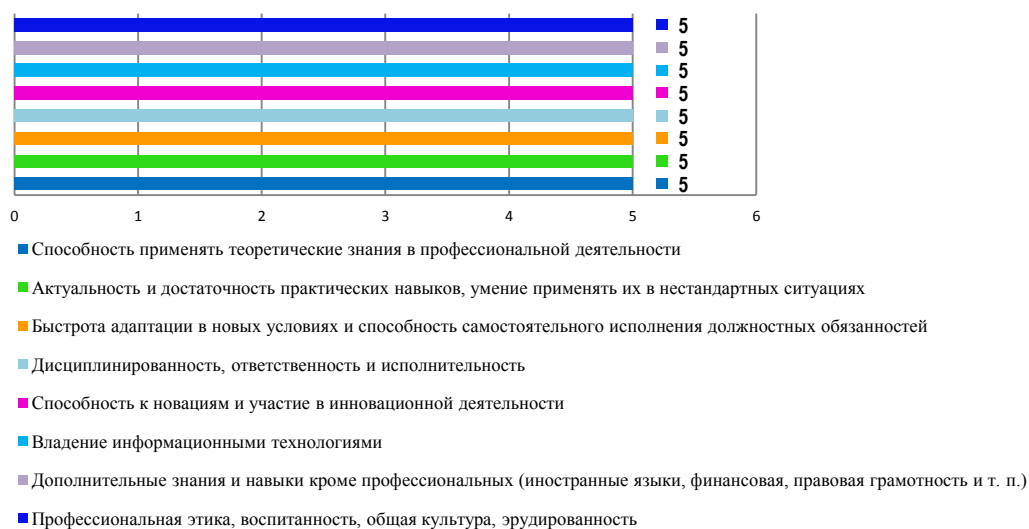 5
5
5
5
5
5
5
5
0 1 2 3 4 5 6
Способность применять теоретические знания в профессиональной деятельности
Актуальность и достаточность практических навыков, умение применять их в нестандартных ситуациях
Быстрота адаптации в новых условиях и способность самостоятельного исполнения должностных обязанностей
Дисциплинированность, ответственность и исполнительность
Способность к новациям и участие в инновационной деятельности
Владение информационными технологиями
Дополнительные знания и навыки кроме профессиональных (иностранные языки, финансовая, правовая грамотность и т. п.)
Профессиональная этика, воспитанность, общая культура, эрудированность